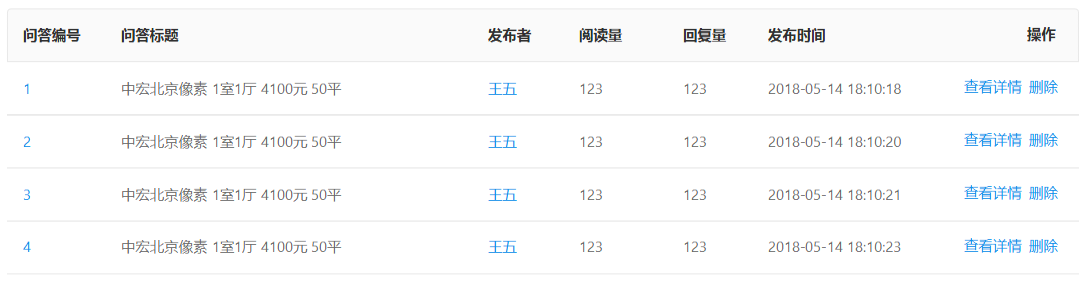 问答编号 问答标题 发布者 阅读量 回复量 发布时间 操作
1 中宏北京像素 1室1厅 4100元 50平 王五 123 123 2018-05-14 18:10:18 查看详情 删除
2 中宏北京像素 1室1厅 4100元 50平 王五 123 123 2018-05-14 18:10:20 查看详情 删除
3 中宏北京像素 1室1厅 4100元 50平 王五 123 123 2018-05-14 18:10:21 查看详情 删除
4 中宏北京像素 1室1厅 4100元 50平 王五 123 123 2018-05-14 18:10:23 查看详情 删除